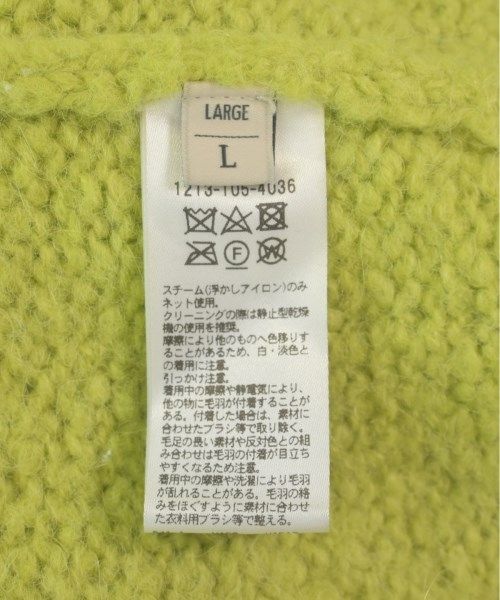 LARGE
L
1213-105-4036
F
W
スチーム(浮かしアイロン)のみ
ネット使用。
クリーニングの際は静止型乾燥
機の使用を推奨。
摩擦により他のものへ色移りす
ることがあるため、白・淡色と
の着用に注意。
引っかけ注意。
着用中の摩擦や静電気により、
他の物に毛羽が付着することが
ある。付着した場合は、素材に
合わせたブラシ等で取り除く。
毛足の長い素材や反対色との組
み合わせは毛羽の付着が目立ち
やすくなるため注意。
着用中の摩擦や洗濯により毛羽
が乱れることがある。毛羽の絡
みをほぐすように素材に合わせ
た衣料用ブラシ等で整える。